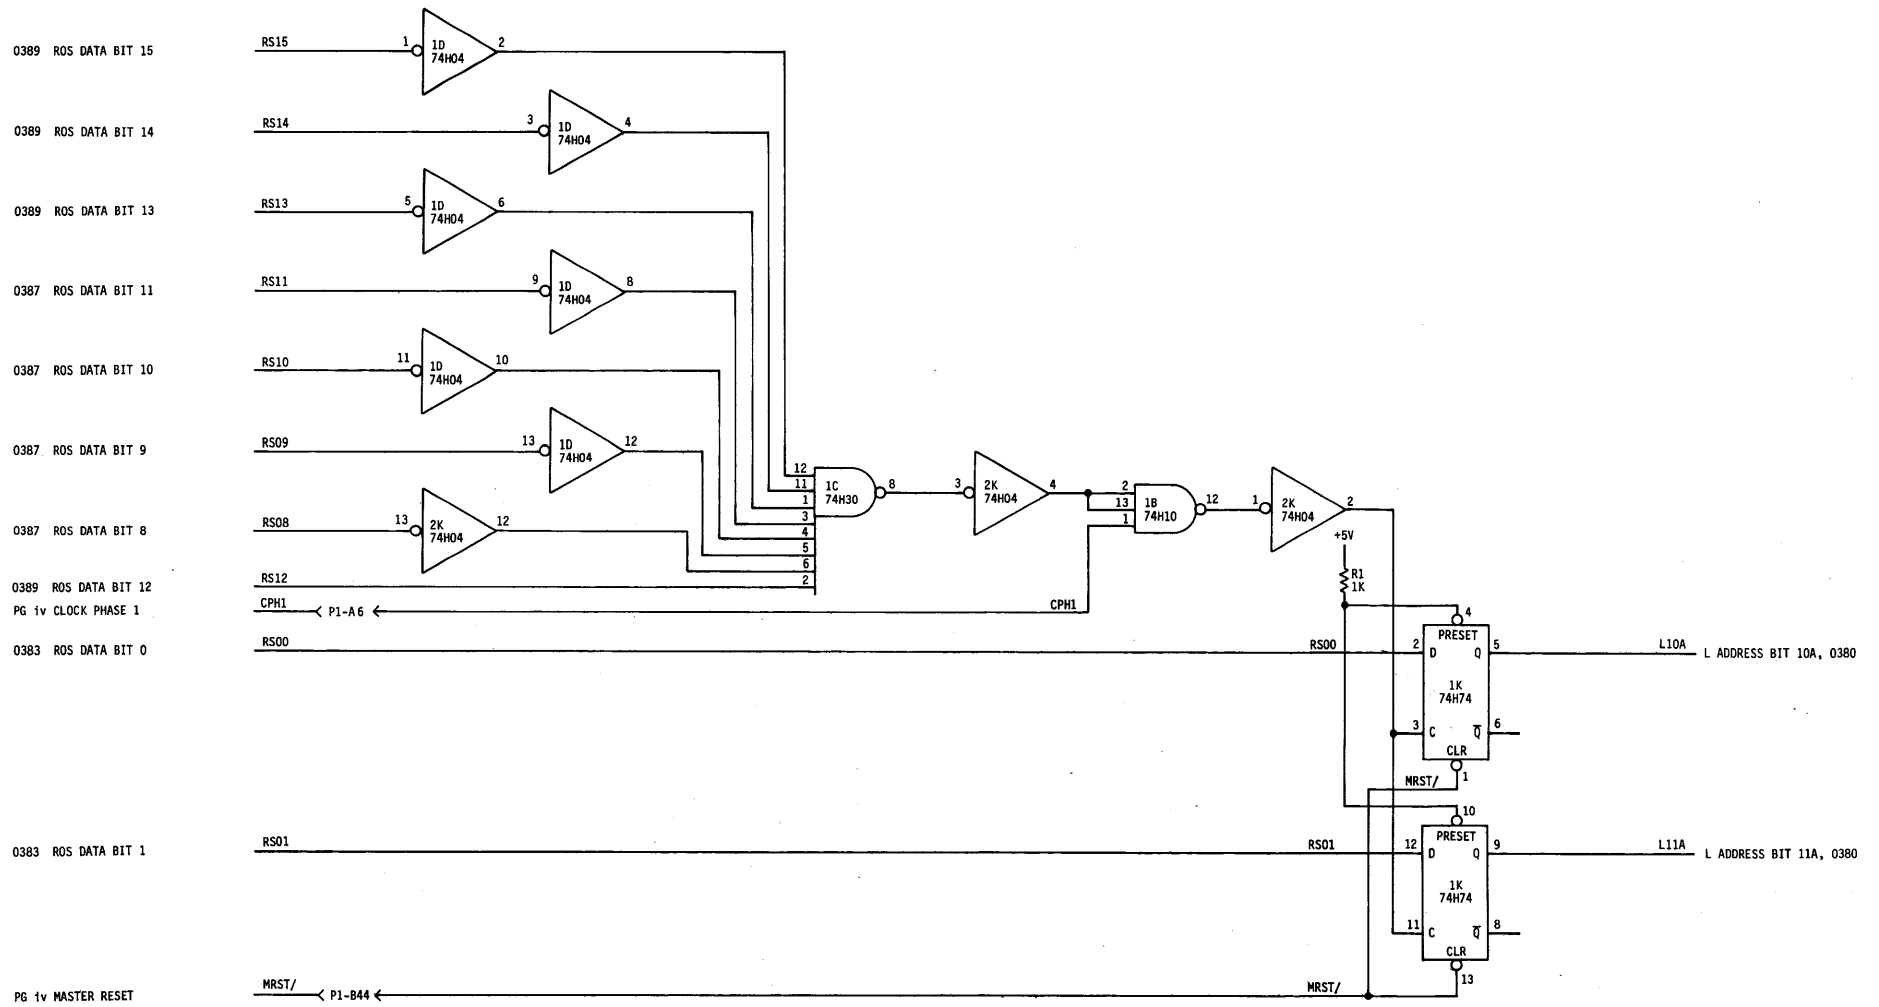 0389 ROS DATA BIT 15 RS15 1 1D 74H04 2
0389 ROS DATA BIT 14 RS14 3 1D 74H04 4
0389 ROS DATA BIT 13 RS13 5 1D 74H04 6
0387 ROS DATA BIT 11 RS11 9 1D 74H04 8
0387 ROS DATA BIT 10 RS10 11 1D 74H04 10
0387 ROS DATA BIT 9 RS09 13 1D 74H04 12
0387 ROS DATA BIT 8 RS08 13 2K 74H04 12
0389 ROS DATA BIT 12 RS12
12
11
1
3
4
5
6
2
1C
74H30
8
3
2K
74H04
4
2
13
1
1B
74H10
12
1
2K
74H04
2
PG iv CLOCK PHASE 1 CPH1 P1-A6 CPH1
+5V
R1
1K
0383 ROS DATA BIT 0 RS00 RS00
4
PRESET
2 D Q 5 L10A L ADDRESS BIT 10A, 0380
1K
74H74
3 C Q̅ 6
CLR
MRST/ 1
10
PRESET
0383 ROS DATA BIT 1 RS01 RS01 12 D Q 9 L11A L ADDRESS BIT 11A, 0380
1K
74H74
11 C Q̅ 8
CLR
13
PG iv MASTER RESET MRST/ P1-B44 MRST/